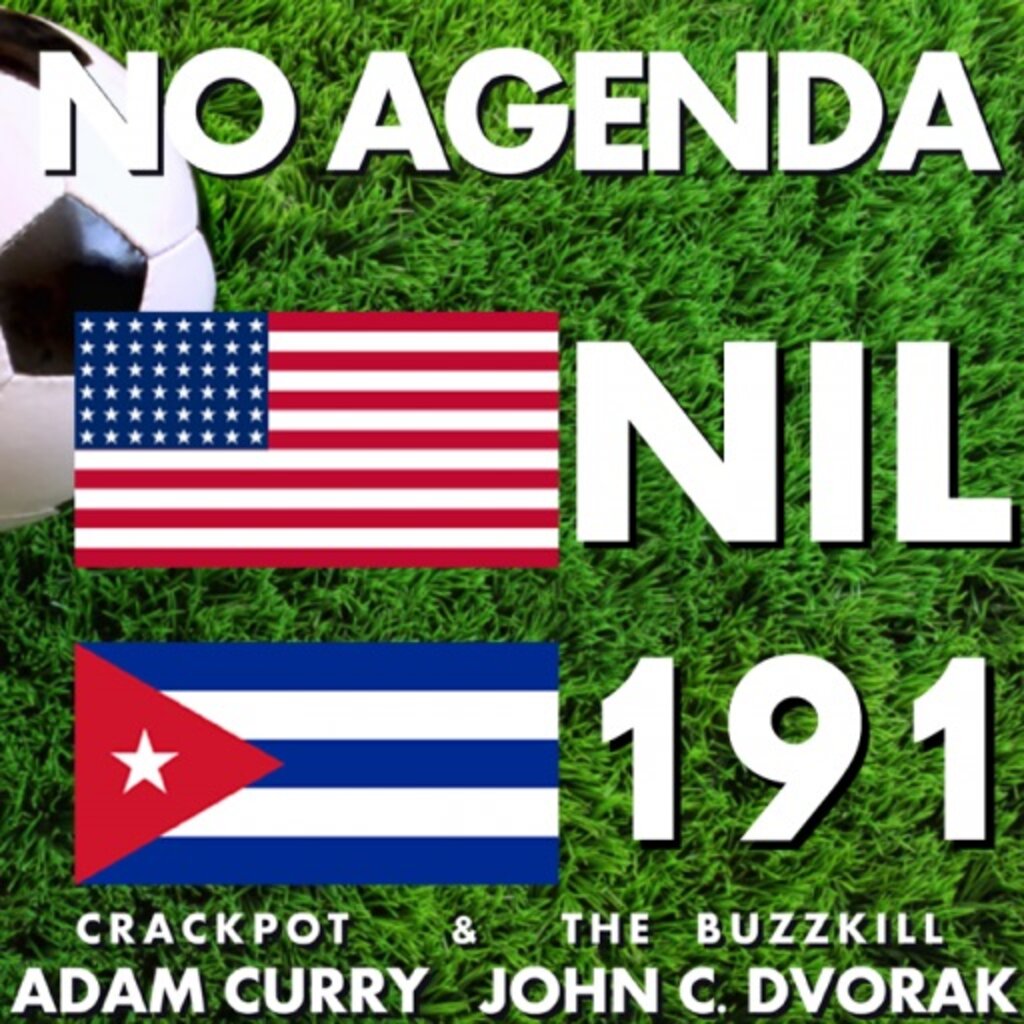 NO AGENDA
NIL
191
CRACKPOT & THE BUZZKILL
ADAM CURRY JOHN C. DVORAK